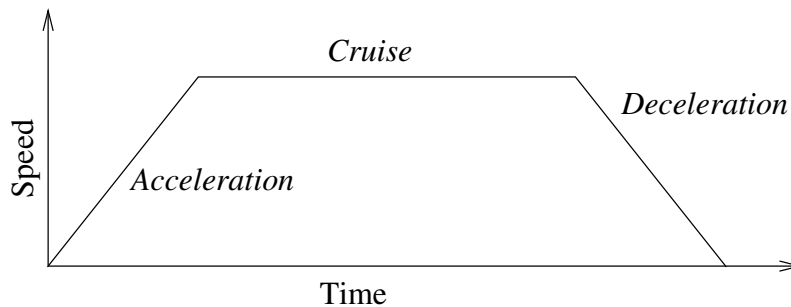 Cruise
Deceleration
Acceleration
Speed
Time